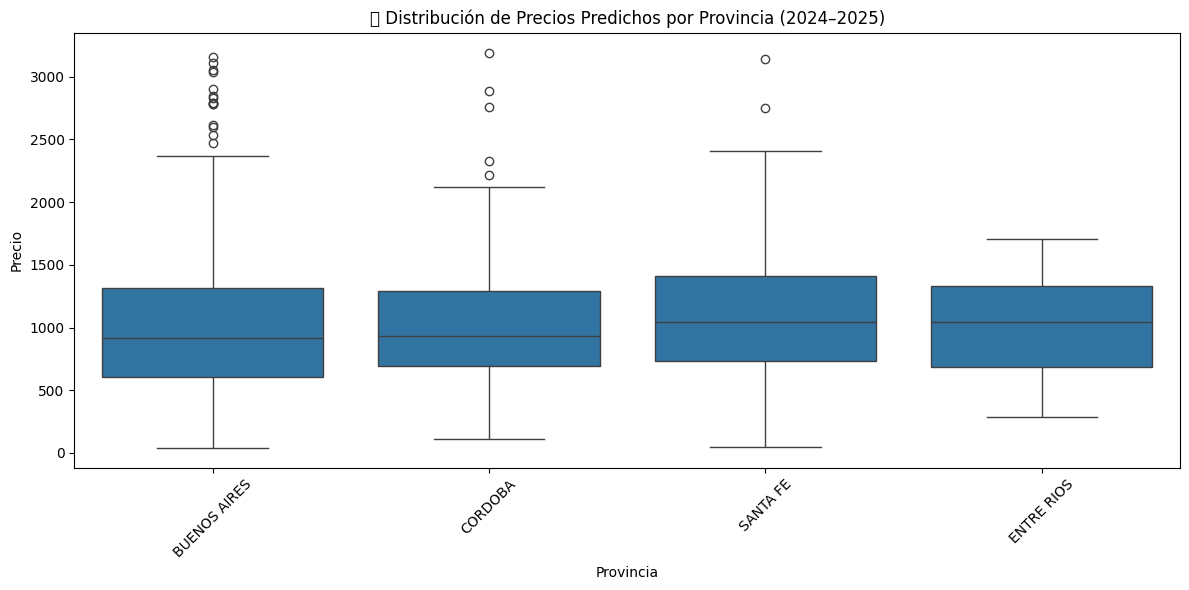 Distribución de Precios Predichos por Provincia (2024–2025)
Precio
3000
2500
2000
1500
1000
500
0
BUENOS AIRES
CORDOBA
SANTA FE
ENTRE RIOS
Provincia